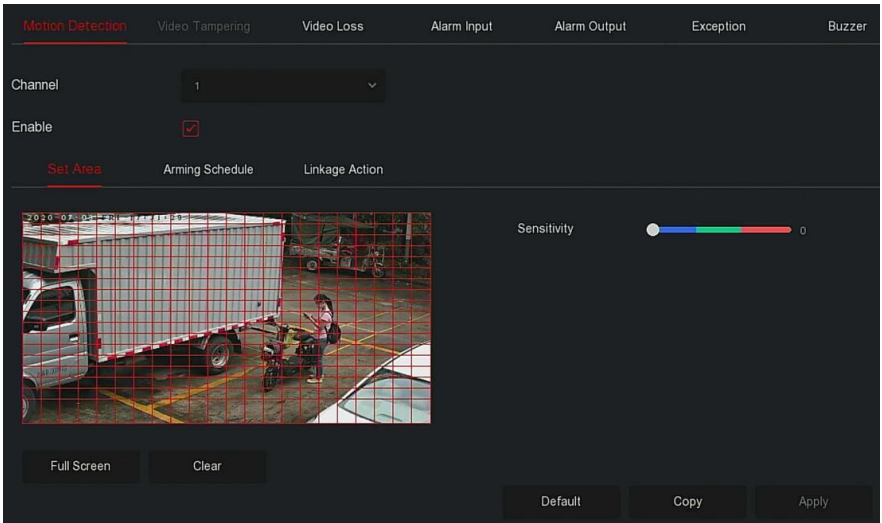 Motion Detection Video Tampering Video Loss Alarm Input Alarm Output Exception Buzzer
Channel 1
Enable
Set Area Arming Schedule Linkage Action
Sensitivity 0
Full Screen Clear
Default Copy Apply